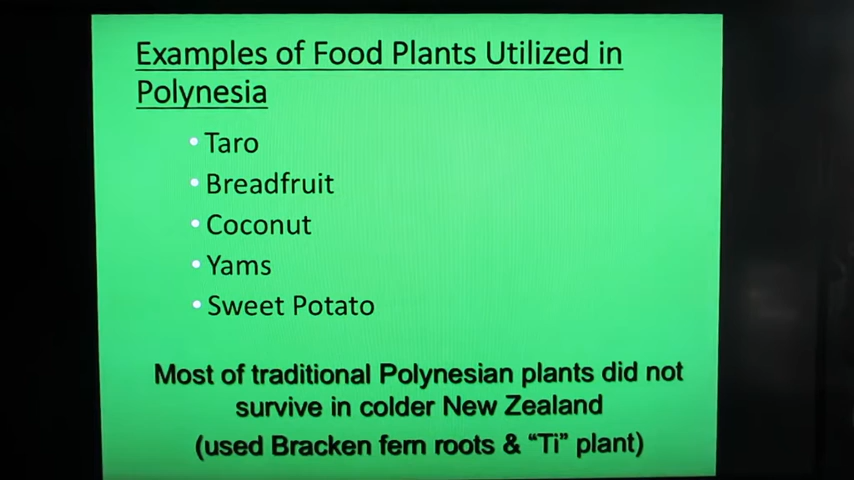 Examples of Food Plants Utilized in
Polynesia
• Taro
• Breadfruit
• Coconut
• Yams
• Sweet Potato
Most of traditional Polynesian plants did not
survive in colder New Zealand
(used Bracken fern roots & “Ti” plant)